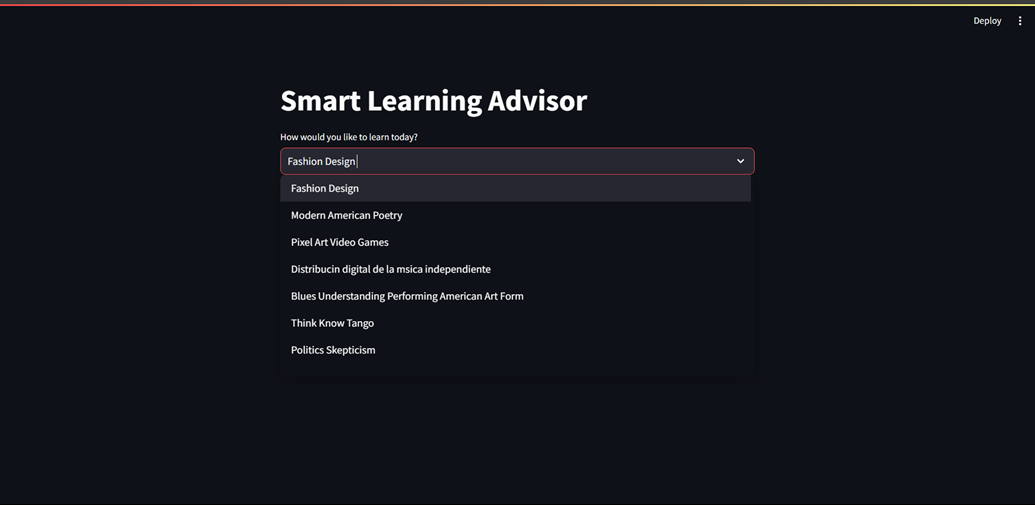 Deploy
Smart Learning Advisor
How would you like to learn today?
Fashion Design
Fashion Design
Modern American Poetry
Pixel Art Video Games
Distribucin digital de la msica independiente
Blues Understanding Performing American Art Form
Think Know Tango
Politics Skepticism